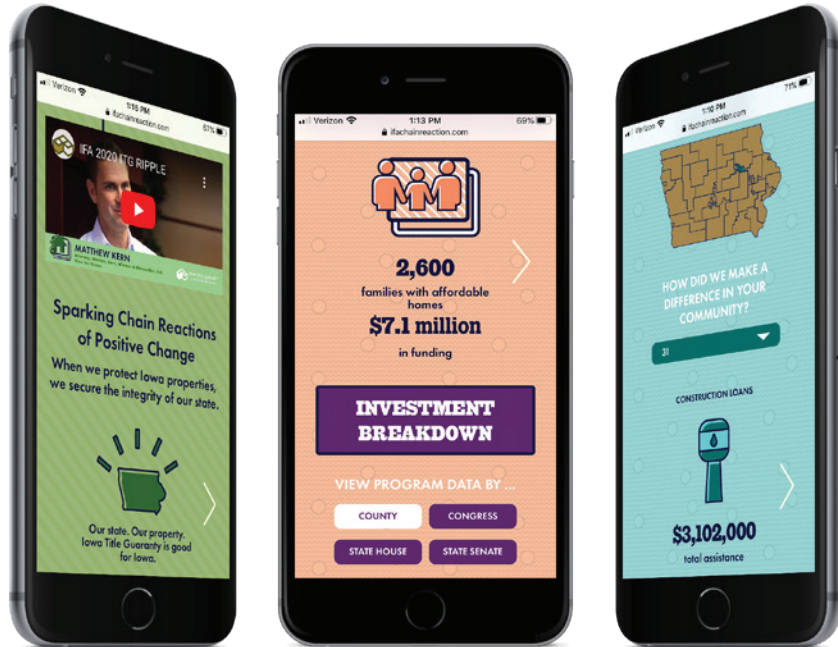 Verizon
1:15 PM
67%
ifachainreaction.com
IFA 2020 ITG RIPPLE
MATTHEW KERN
Sparking Chain Reactions
of Positive Change
When we protect Iowa properties,
we secure the integrity of our state.
Our state. Our property.
Iowa Title Guaranty is good
for Iowa.
Verizon
1:13 PM
69%
ifachainreaction.com
2,600
families with affordable
homes
$7.1 million
in funding
INVESTMENT
BREAKDOWN
VIEW PROGRAM DATA BY ...
COUNTY
CONGRESS
STATE HOUSE
STATE SENATE
Verizon
1:10 PM
71%
ifachainreaction.com
HOW DID WE MAKE A
DIFFERENCE IN YOUR
COMMUNITY?
31
CONSTRUCTION LOANS
$3,102,000
total assistance